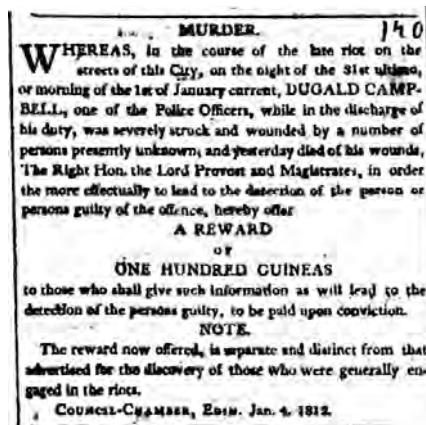 MURDER. 140
WHEREAS, in the course of the late riot on the
streets of this City, on the night of the 31st ultimo,
or morning of the 1st of January current, DUGALD CAMP-
BELL, one of the Police Officers, while in the discharge of
his duty, was severely struck and wounded by a number of
persons presently unknown, and yesterday died of his wounds,
The Right Hon. the Lord Provost and Magistrates, in order
the more effectually to lead to the detection of the person or
persons guilty of the offence, hereby offer
A REWARD
OF
ONE HUNDRED GUINEAS
to those who shall give such information as will lead to the
detection of the persons guilty, to be paid upon conviction.
NOTE.
The reward now offered, is separate and distinct from that
advertised for the discovery of those who were generally en-
gaged in the riots.
COUNCIL-CHAMBER, EDIN. Jan. 4. 1812.